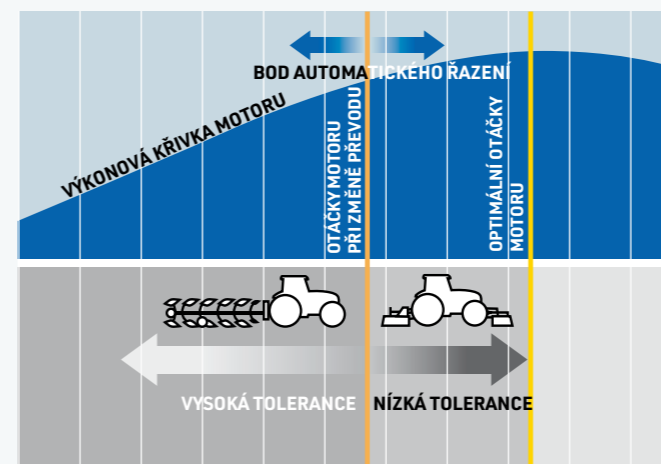 BOD AUTOMATICKÉHO ŘAZENÍ
VÝKONOVÁ KŘIVKA MOTORU
OTÁČKY MOTORU
PŘI ZMĚNĚ PŘEVODU
OPTIMÁLNÍ OTÁČKY
MOTORU
VYSOKÁ TOLERANCE
NÍZKÁ TOLERANCE